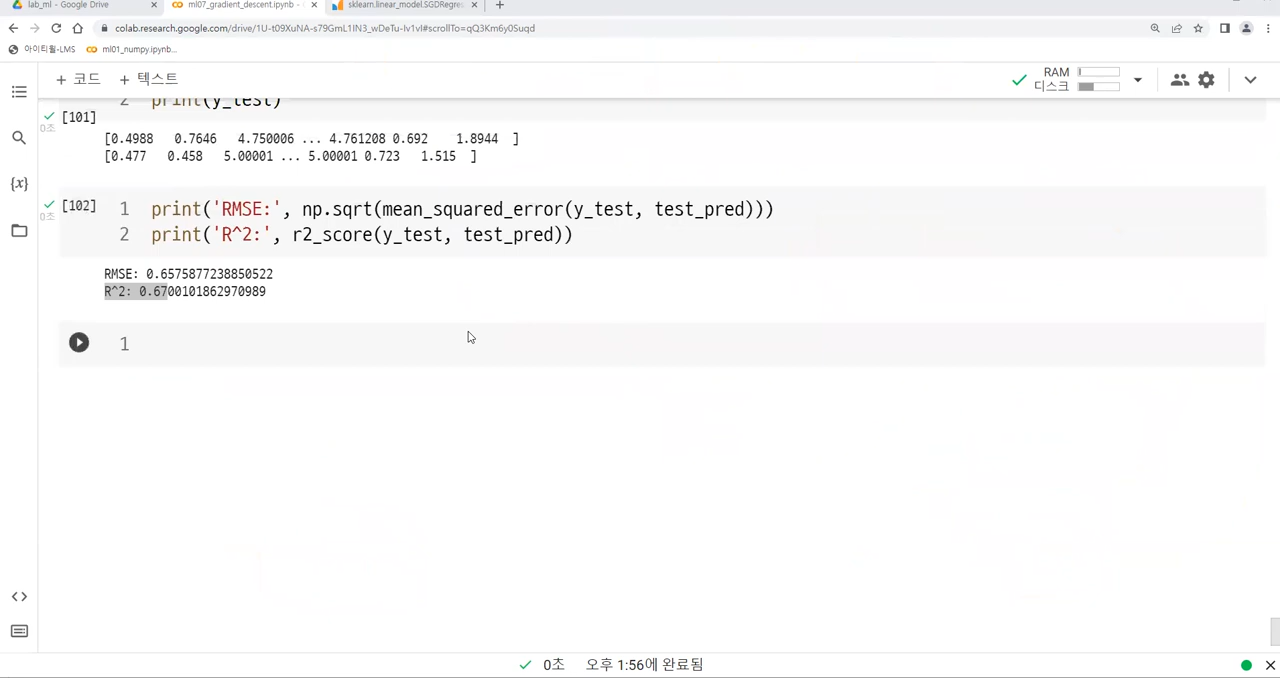 lab_ml - Google Drive
ml07_gradient_descent.ipynb -
sklearn.linear_model.SGDRegre
colab.research.google.com/drive/1U-t09XuNA-s79GmL1IN3_wDeTu-Iv1vI#scrollTo=qQ3Km6y0Suqd
아이티윌-LMS
ml01_numpy.ipynb...
+ 코드 + 텍스트
RAM
디스크
2 print(y_test)
[101]
0초
[0.4988 0.7646 4.750006 ... 4.761208 0.692 1.8944 ]
[0.477 0.458 5.00001 ... 5.00001 0.723 1.515 ]
[102]
0초
1 print('RMSE:', np.sqrt(mean_squared_error(y_test, test_pred)))
2 print('R^2:', r2_score(y_test, test_pred))
RMSE: 0.6575877238850522
R^2: 0.6700101862970989
1
{x}
<>
0초 오후 1:56에 완료됨